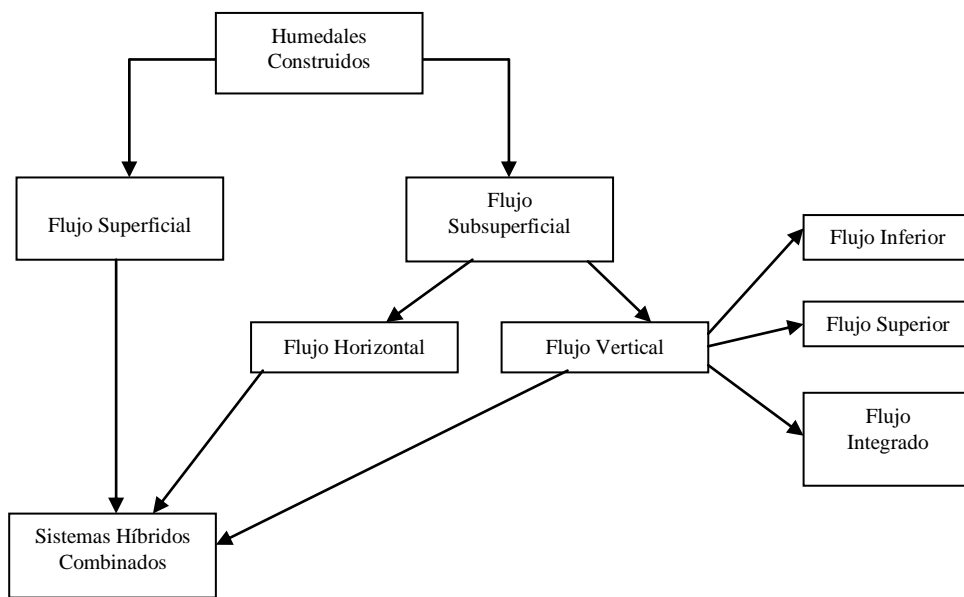 Humedales
Construidos
Flujo Superficial
Flujo
Subsuperficial
Flujo Inferior
Flujo Superior
Flujo Horizontal
Flujo Vertical
Flujo
Integrado
Sistemas Híbridos
Combinados